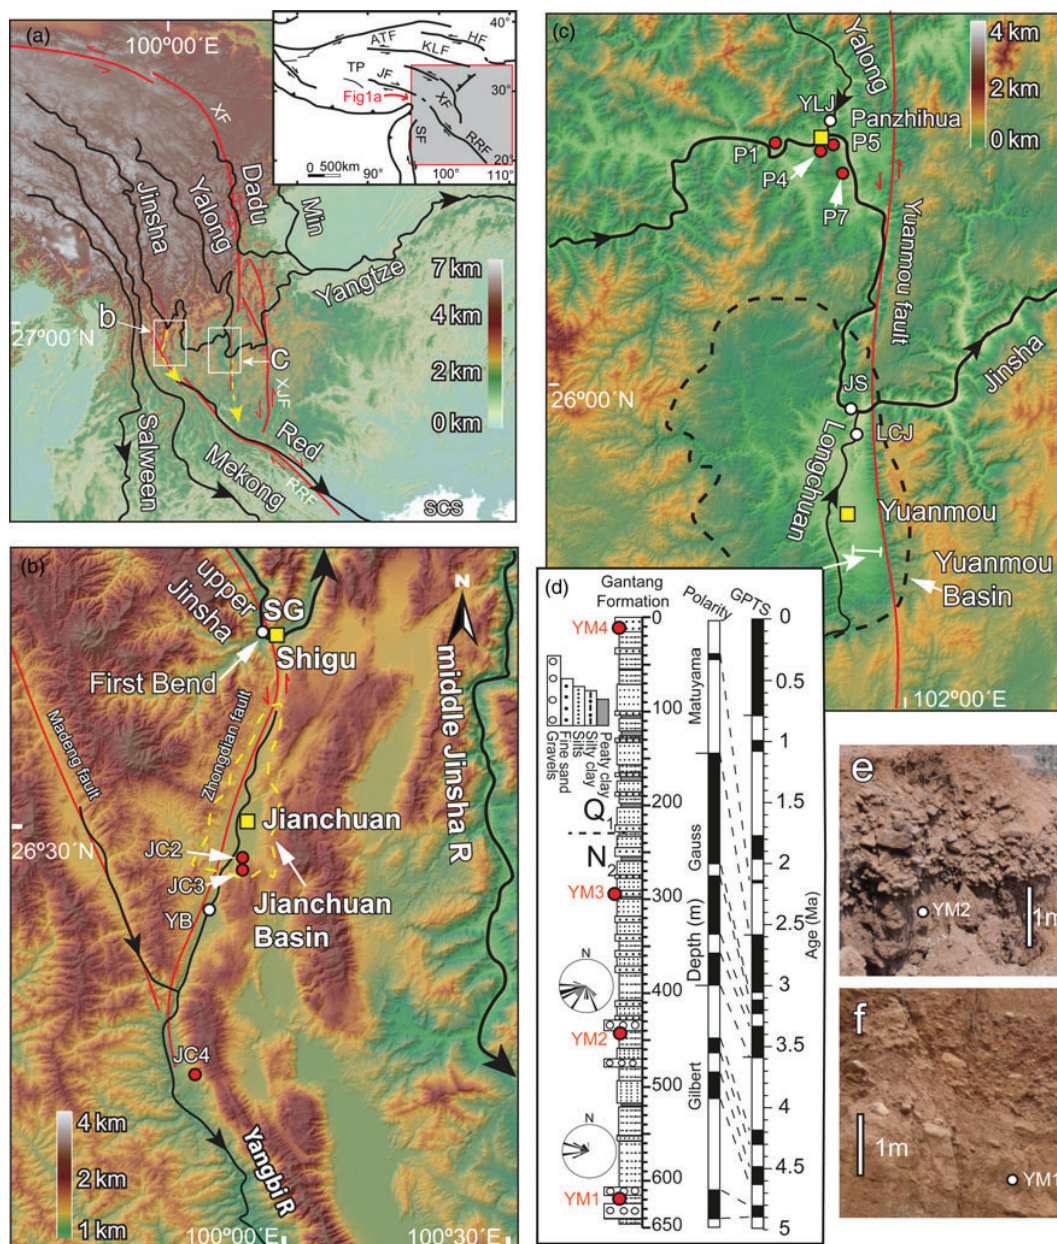 (a)
100°00´E
XF
Jinsha
Yalong
Dadu
Min
Yangtze
7 km
4 km
2 km
0 km
b
27°00´N
C
XJF
Salween
Mekong
Red
RRF
SCS
40°
ATF
HF
KLF
TP
JF
Fig1a
XF
30°
SF
RRF
0 500km
20°
90°
100°
110°
(c)
Yalong
4 km
2 km
0 km
YLJ
Panzhihua
P1
P5
P4
P7
Yuanmou fault
JS
Jinsha
26°00´N
LCJ
Longchuan
Yuanmou
Yuanmou
Basin
102°00´E
(b)
upper
Jinsha
SG
N
Shigu
First Bend
middle Jinsha R
Madeng fault
Zhongdian fault
Jianchuan
26°30´N
JC2
JC3
YB
Jianchuan
Basin
JC4
4 km
2 km
1 km
Yangbi R
100°00´E
100°30´E
(d)
Gantang
Formation
Polarity
GPTS
YM4
YM3
YM2
YM1
Gravels
Fine sand
Silts
Silty clay
Peaty clay
Q1
N2
N
N
0
100
200
300
400
500
600
650
Depth (m)
Matuyama
Gauss
Gilbert
0
0.5
1
1.5
2
2.5
3
3.5
4
4.5
5
Age (Ma)
e
YM2
1m
f
1m
YM1